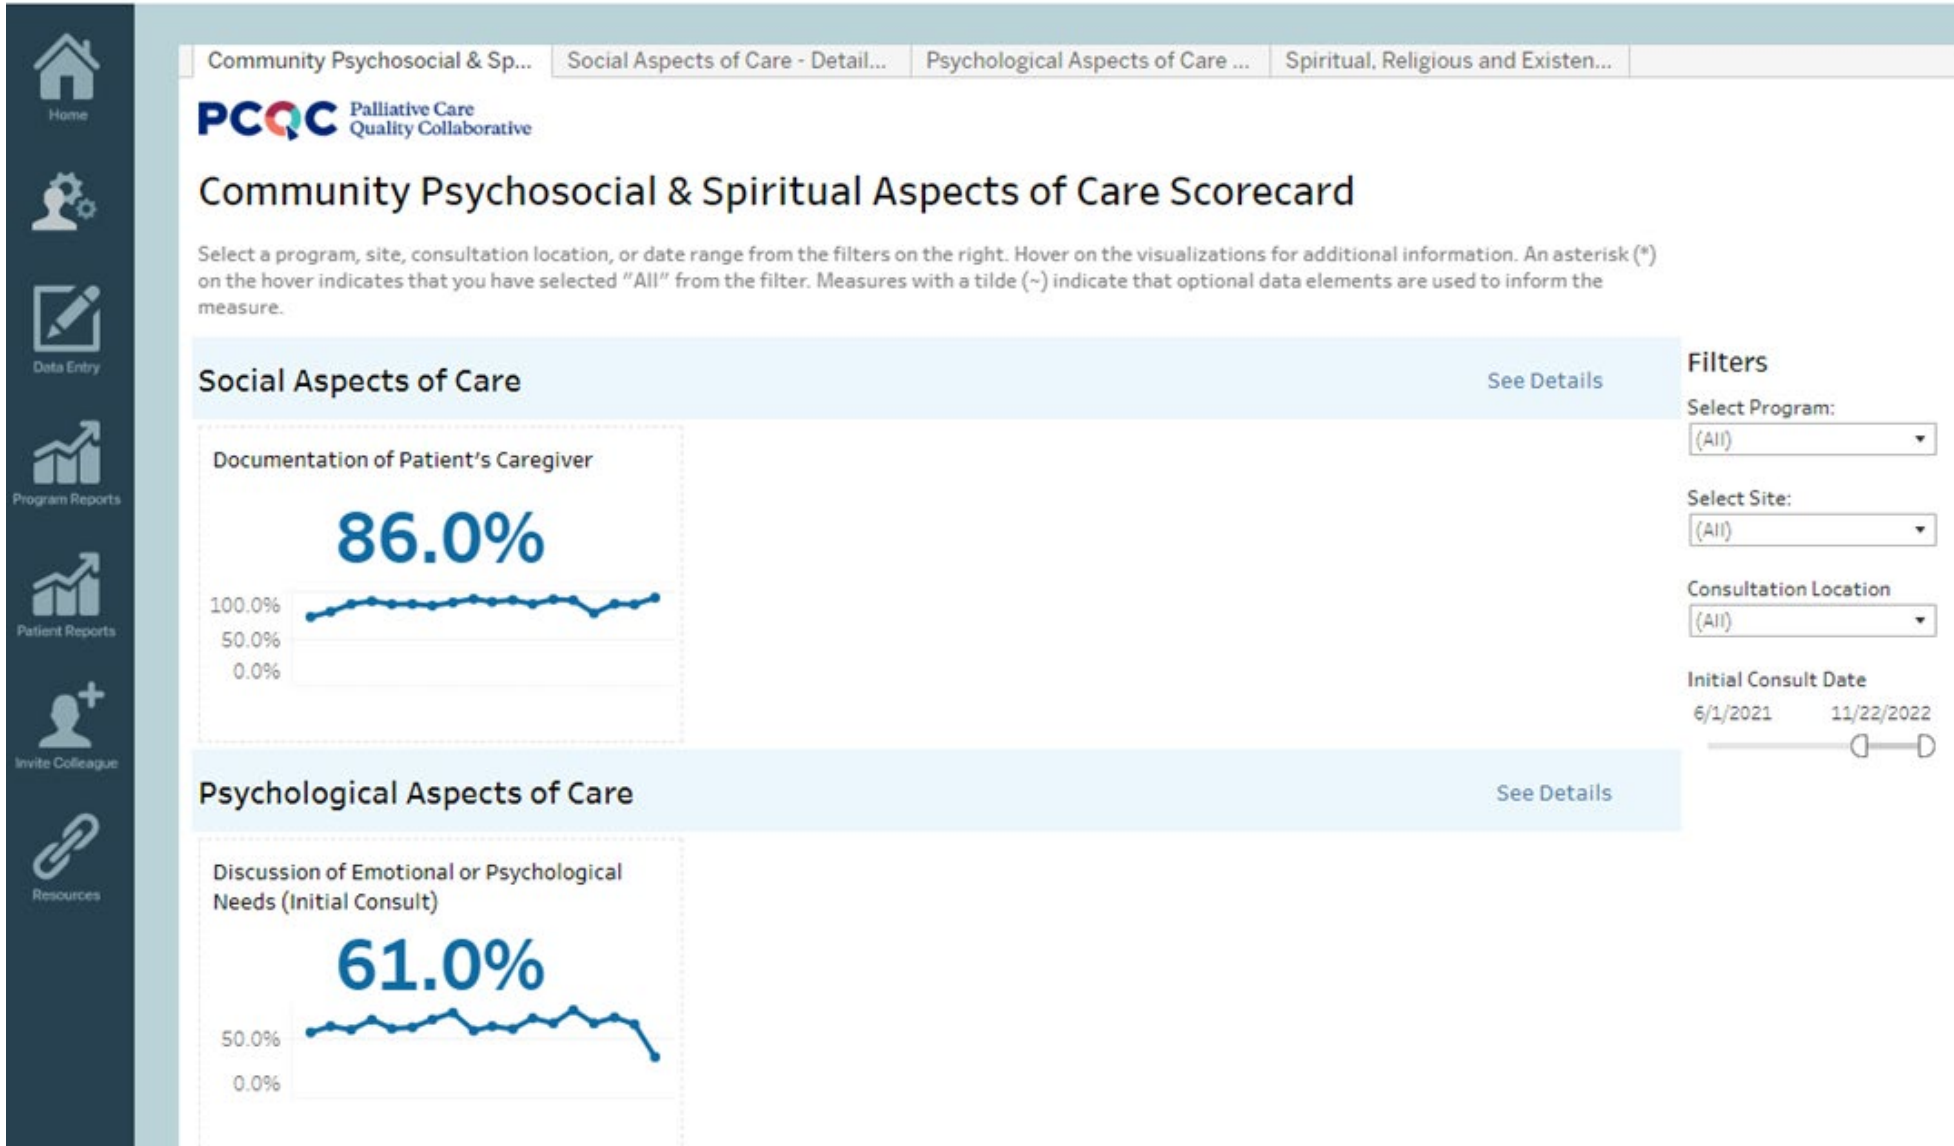 Home
Data Entry
Program Reports
Patient Reports
Invite Colleague
Resources
Community Psychosocial & Sp...
Social Aspects of Care - Detail...
Psychological Aspects of Care ...
Spiritual, Religious and Existen...
PCQC Palliative Care
Quality Collaborative
Community Psychosocial & Spiritual Aspects of Care Scorecard
Select a program, site, consultation location, or date range from the filters on the right. Hover on the visualizations for additional information. An asterisk (*)
on the hover indicates that you have selected "All" from the filter. Measures with a tilde (~) indicate that optional data elements are used to inform the
measure.
Social Aspects of Care
See Details
Documentation of Patient's Caregiver
86.0%
100.0%
50.0%
0.0%
Psychological Aspects of Care
See Details
Discussion of Emotional or Psychological
Needs (Initial Consult)
61.0%
50.0%
0.0%
Filters
Select Program:
(All)
Select Site:
(All)
Consultation Location
(All)
Initial Consult Date
6/1/2021 11/22/2022